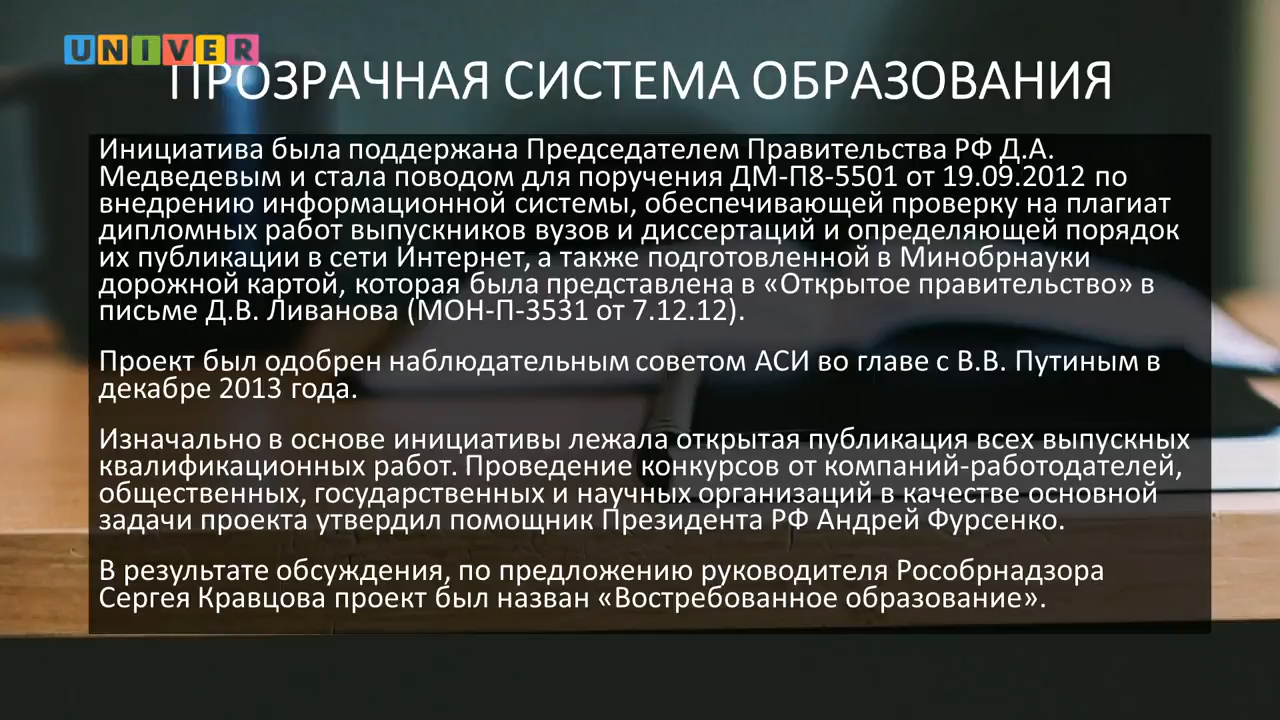 UNIVER
ПРОЗРАЧНАЯ СИСТЕМА ОБРАЗОВАНИЯ
Инициатива была поддержана Председателем Правительства РФ Д.А.
Медведевым и стала поводом для поручения ДМ-П8-5501 от 19.09.2012 по
внедрению информационной системы, обеспечивающей проверку на плагиат
дипломных работ выпускников вузов и диссертаций и определяющей порядок
их публикации в сети Интернет, а также подготовленной в Минобрнауки
дорожной картой, которая была представлена в «Открытое правительство» в
письме Д.В. Ливанова (МОН-П-3531 от 7.12.12).
Проект был одобрен наблюдательным советом АСИ во главе с В.В. Путиным в
декабре 2013 года.
Изначально в основе инициативы лежала открытая публикация всех выпускных
квалификационных работ. Проведение конкурсов от компаний-работодателей,
общественных, государственных и научных организаций в качестве основной
задачи проекта утвердил помощник Президента РФ Андрей Фурсенко.
В результате обсуждения, по предложению руководителя Рособрнадзора
Сергея Кравцова проект был назван «Востребованное образование».